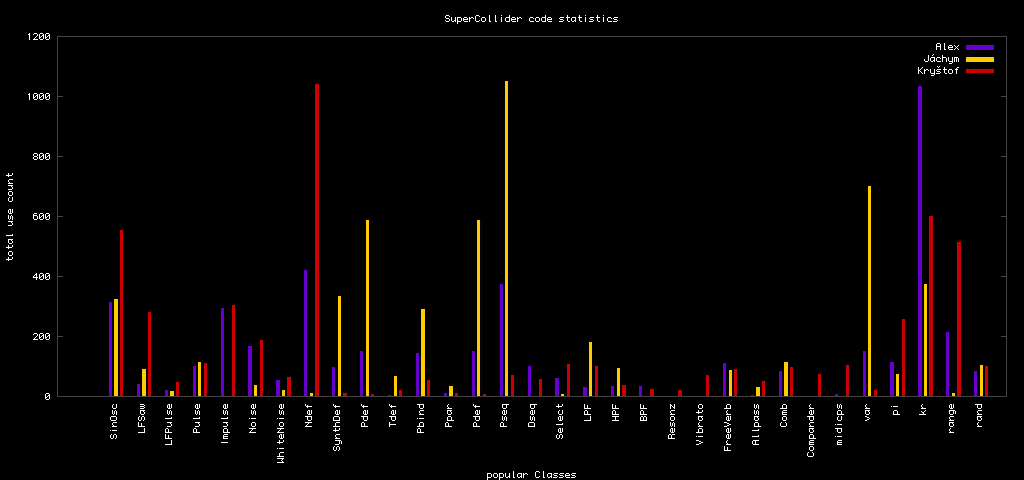 SuperCollider code statistics
Alex
Jáchym
Kryštof
total use count
1200
1000
800
600
400
200
0
SinOsc
LFSaw
LFPulse
Pulse
Impulse
Noise
WhiteNoise
Ndef
SynthDef
Pdef
Tdef
Pbind
Ppar
Pdef
Pseq
Dseq
Select
LPF
HPF
BPF
Resonz
Vibrato
FreeVerb
Allpass
Comb
Compander
midicps
var
pi
kr
range
rand
popular Classes